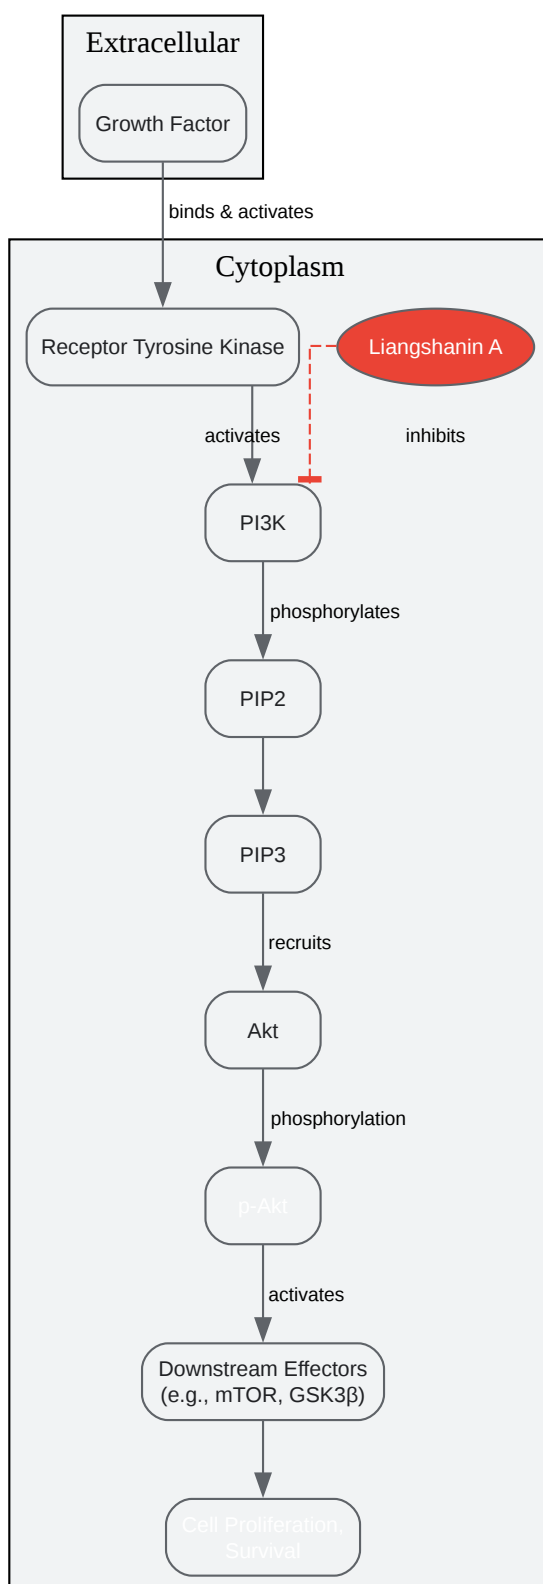 Extracellular
Growth Factor
binds & activates
Cytoplasm
Receptor Tyrosine Kinase
Liangshanin A
activates
inhibits
PI3K
phosphorylates
PIP2
PIP3
recruits
Akt
phosphorylation
p-Akt
activates
Downstream Effectors
(e.g., mTOR, GSK3β)
Cell Proliferation,
Survival